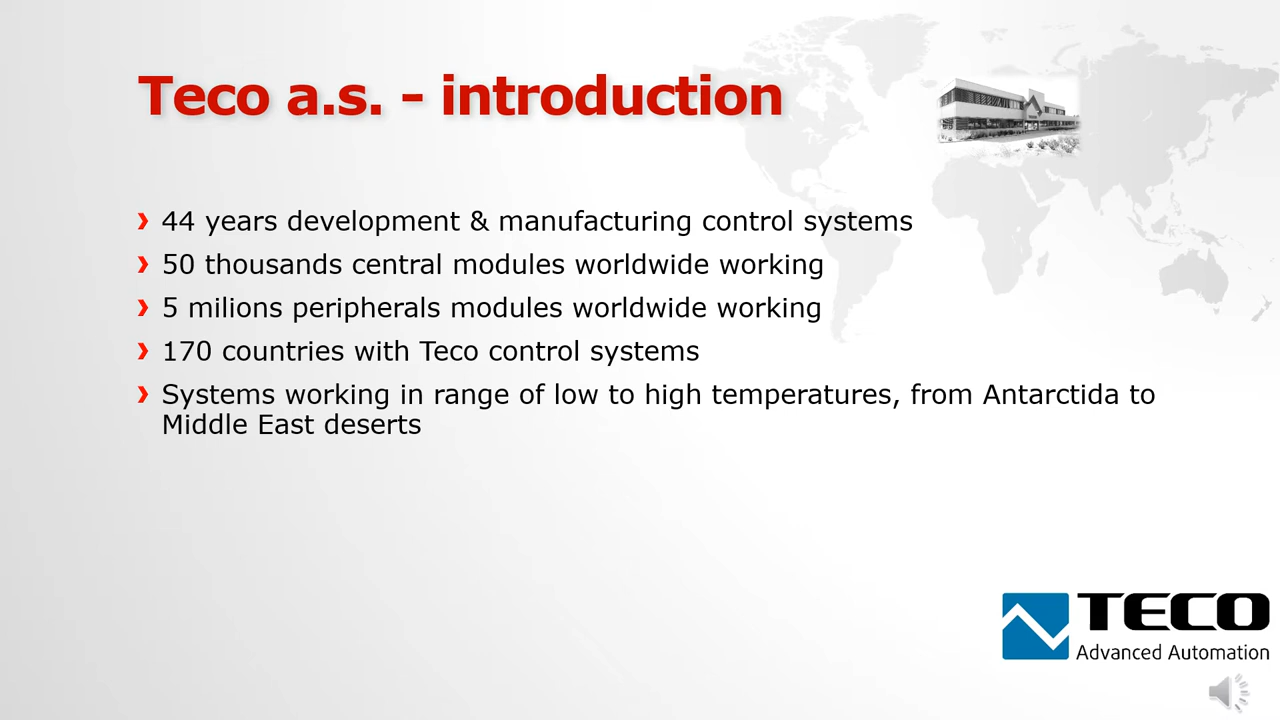 Teco a.s. - introduction
44 years development & manufacturing control systems
50 thousands central modules worldwide working
5 milions peripherals modules worldwide working
170 countries with Teco control systems
Systems working in range of low to high temperatures, from Antarctida to
Middle East deserts
TECO
Advanced Automation